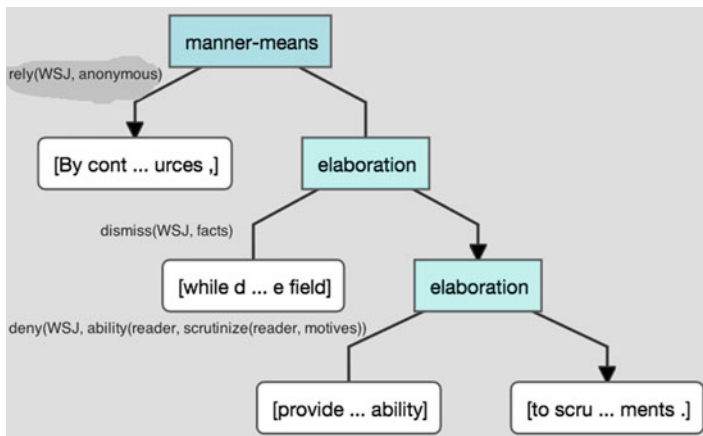 manner-means
rely(WSJ, anonymous)
[By cont ... urces ,]
elaboration
dismiss(WSJ, facts)
[while d ... e field]
elaboration
deny(WSJ, ability(reader, scrutinize(reader, motives))
[provide ... ability]
[to scru ... ments .]